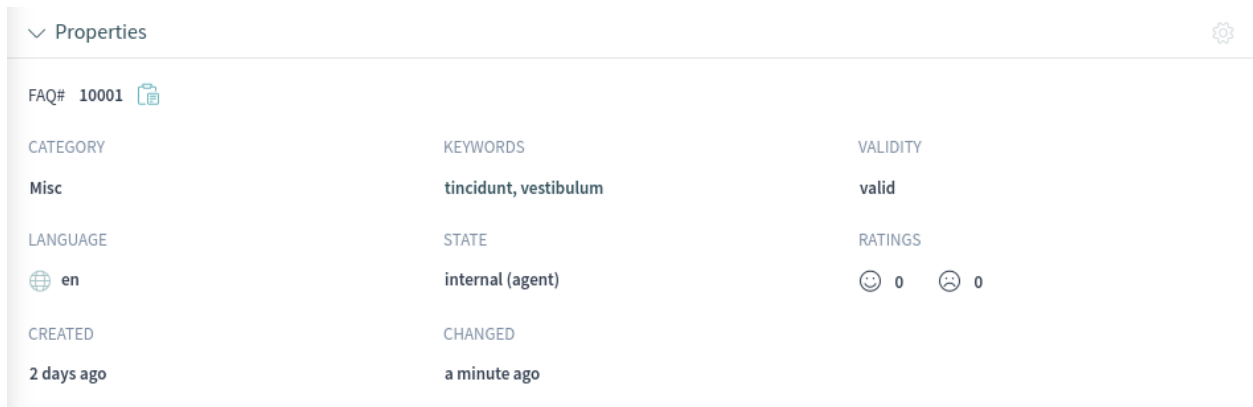 Properties
FAQ# 10001
CATEGORY KEYWORDS VALIDITY
Misc tincidunt, vestibulum valid
LANGUAGE STATE RATINGS
en internal (agent) 0 0
CREATED CHANGED
2 days ago a minute ago